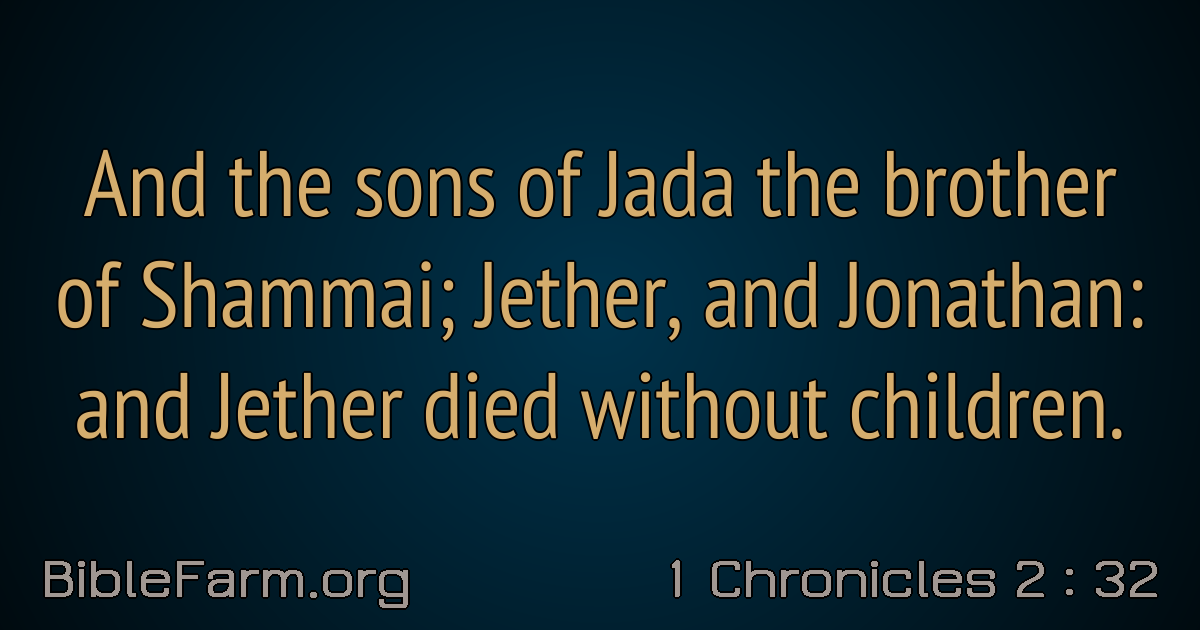 And the sons of Jada the brother
of Shammai; Jether, and Jonathan:
and Jether died without children.
BibleFarm.org
1 Chronicles 2 : 32